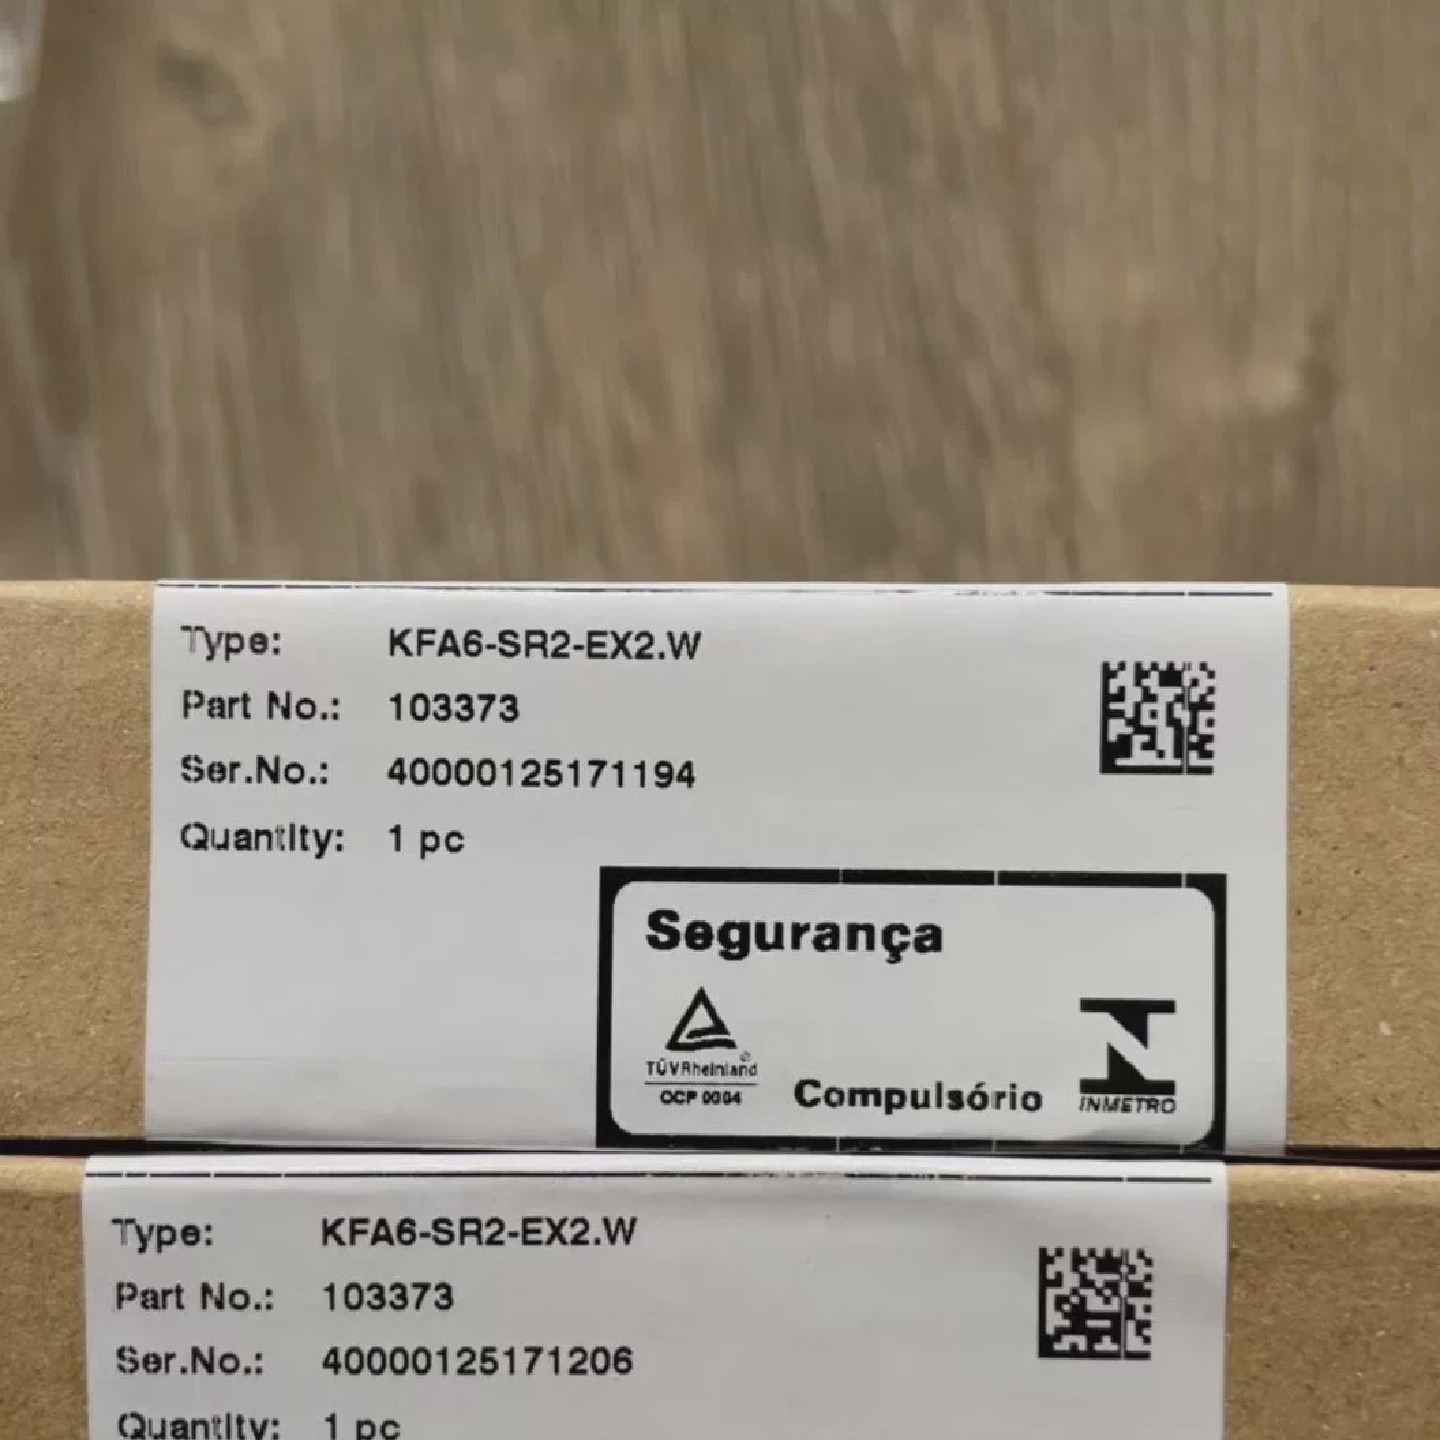 Type: KFA6-SR2-EX2.W
Part No.: 103373
Ser.No.: 40000125171194
Quantity: 1 pc
Segurança
TÜVRheinland
OCP 0004
Compulsório
INMETRO
Type: KFA6-SR2-EX2.W
Part No.: 103373
Ser.No.: 40000125171206
Quantity: 1 pc